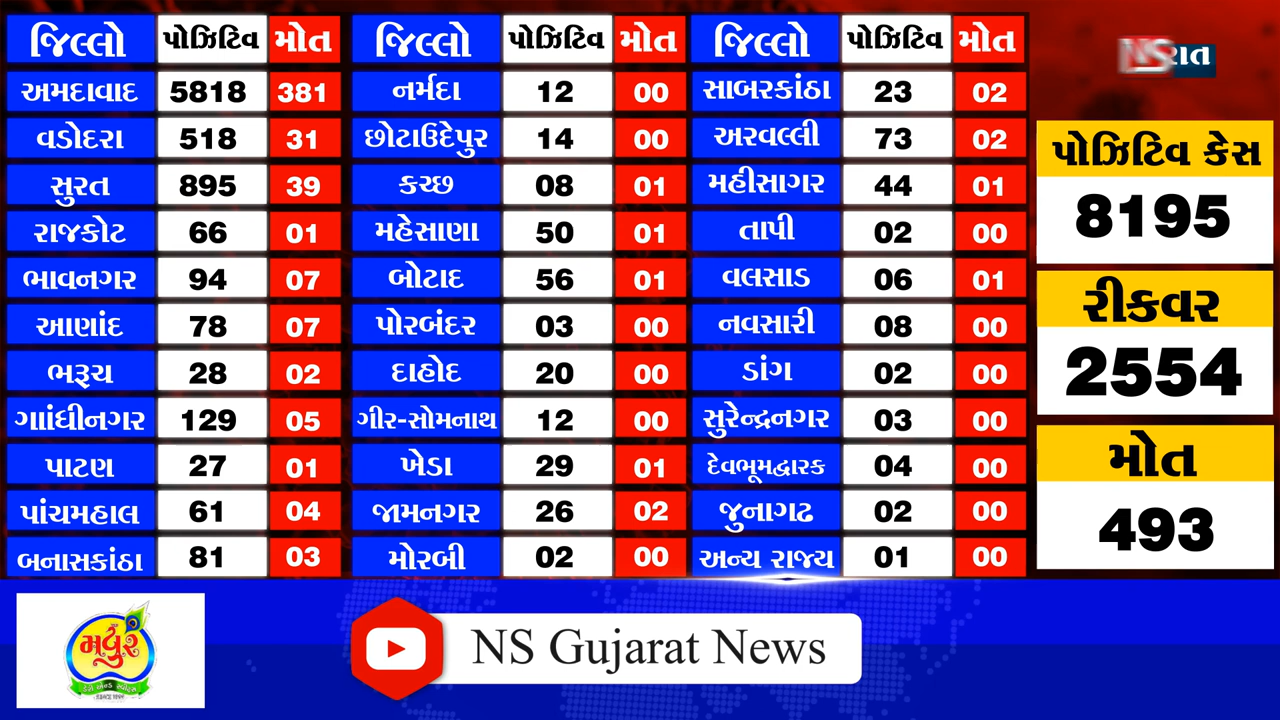 જિલ્લો પોઝિટિવ મોત જિલ્લો પોઝિટિવ મોત જિલ્લો પોઝિટિવ મોત
અમદાવાદ 5818 381 નર્મદા 12 00 સાબરકાંઠા 23 02
વડોદરા 518 31 છોટાઉદેપુર 14 00 અરવલ્લી 73 02
સુરત 895 39 કચ્છ 08 01 મહીસાગર 44 01
રાજકોટ 66 01 મહેસાણા 50 01 તાપી 02 00
ભાવનગર 94 07 બોટાદ 56 01 વલસાડ 06 01
આણાંદ 78 07 પોરબંદર 03 00 નવસારી 08 00
ભરૂચ 28 02 દાહોદ 20 00 ડાંગ 02 00
ગાાંધીનગર 129 05 ગીર-સોમનાથ 12 00 સુરેન્દ્રનગર 03 00
પાટણ 27 01 ખેડા 29 01 દેવભૂમદ્વારક 04 00
પાંચમહાલ 61 04 જામનગર 26 02 જુનાગઢ 02 00
બનાસકાંઠા 81 03 મોરબી 02 00 અન્ય રાજ્ય 01 00
NS રાત
પોઝિટિવ કેસ
8195
રીકવર
2554
મોત
493
મયુર
NS Gujarat News